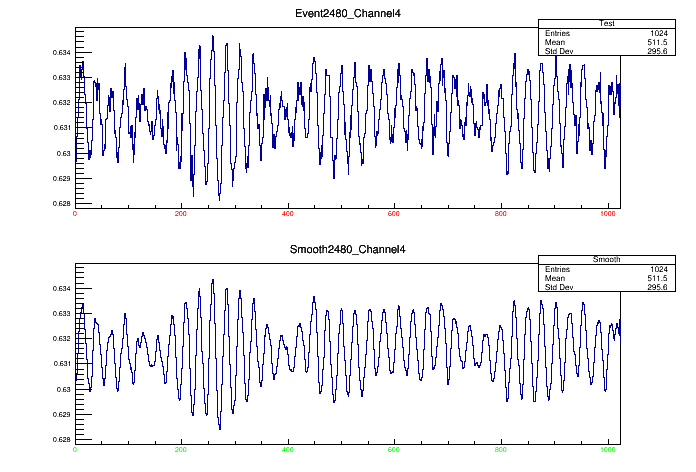 Event2480_Channel4
Test
Entries 1024
Mean 511.5
Std Dev 295.6
0.634
0.633
0.632
0.631
0.63
0.629
0.628
0 200 400 600 800 1000
Smooth2480_Channel4
Smooth
Entries 1024
Mean 511.5
Std Dev 295.6
0.634
0.633
0.632
0.631
0.63
0.629
0.628
0 200 400 600 800 1000